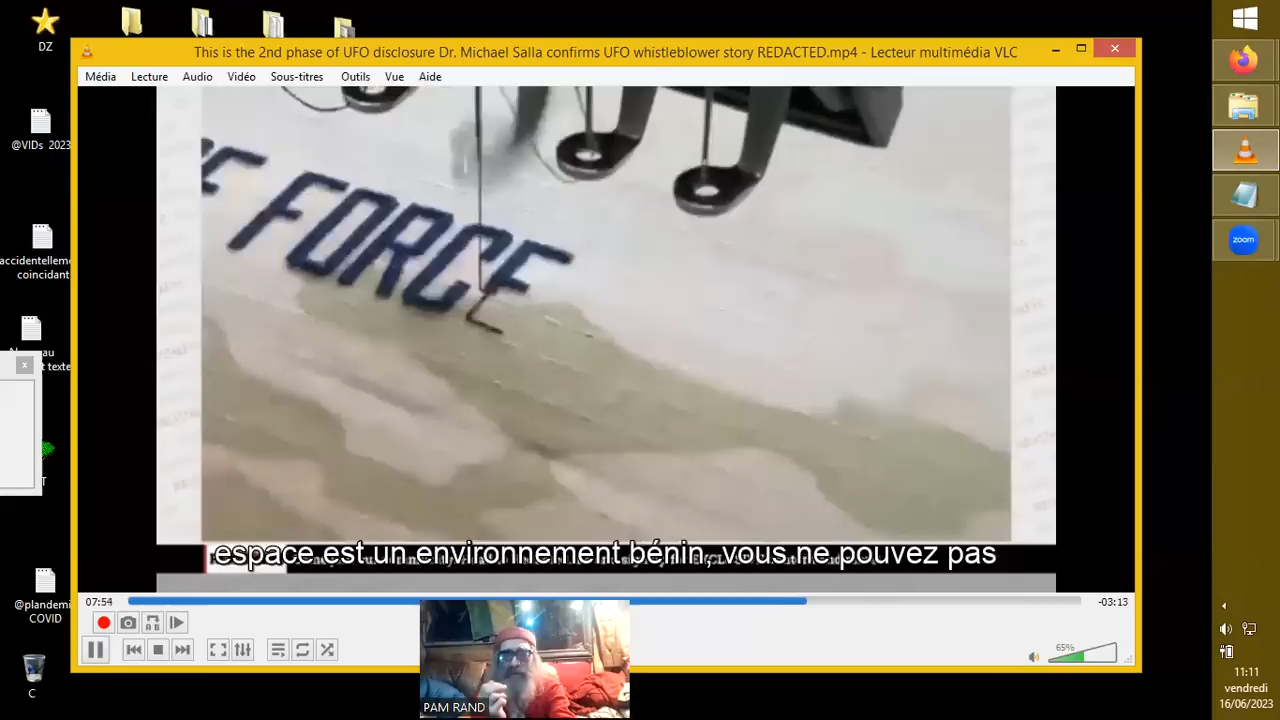 DZ
This is the 2nd phase of UFO disclosure Dr. Michael Salla confirms UFO whistleblower story REDACTED.mp4 - Lecteur multimédia VLC
Média Lecture Audio Vidéo Sous-titres Outils Vue Aide
@VIDs 2023
FORCE
accidentellement
coincidant
espace est un environnement bénin, vous ne pouvez pas
07:54
-03:13
65%
@plandemi
COVID
C
PAM RAND
zoom
11:11
vendredi
16/06/2023